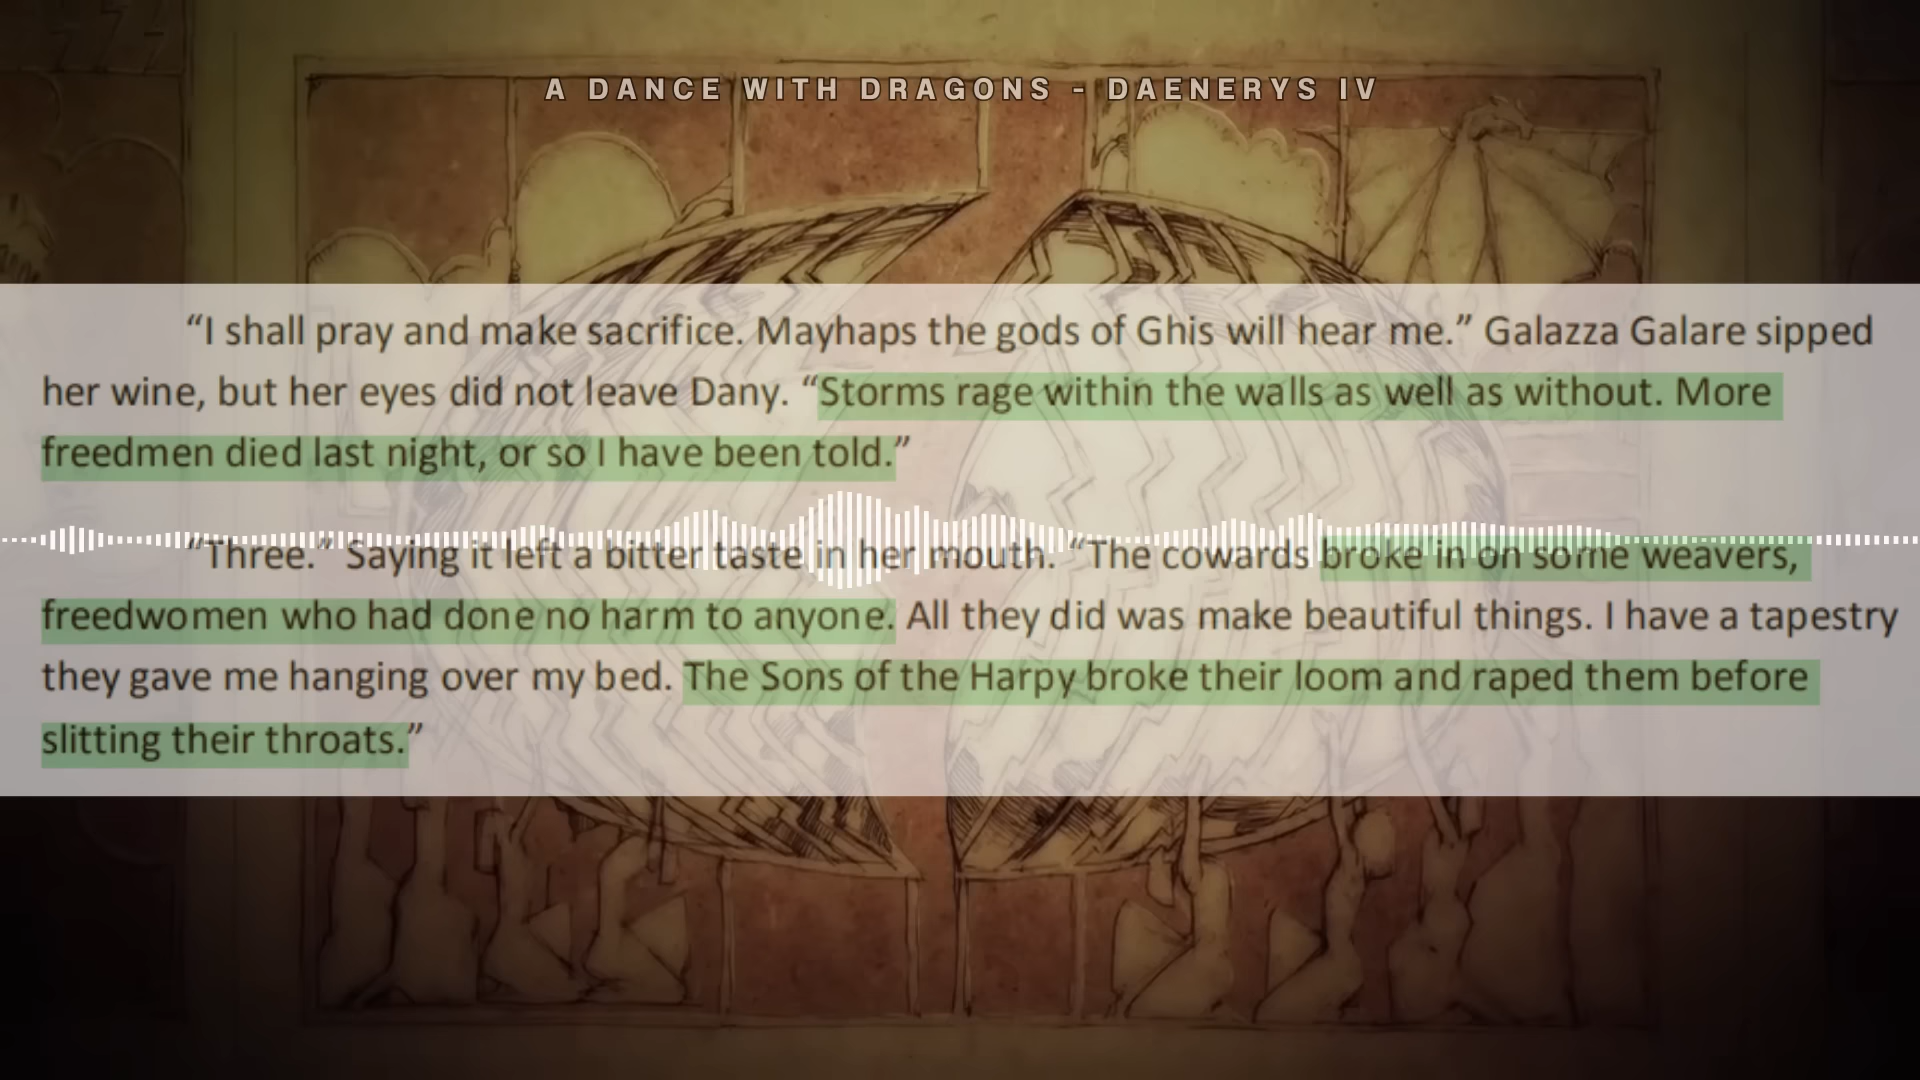 A DANCE WITH DRAGONS - DAENERYS IV
“I shall pray and make sacrifice. Mayhaps the gods of Ghis will hear me.” Galazza Galare sipped
her wine, but her eyes did not leave Dany. “Storms rage within the walls as well as without. More
freedmen died last night, or so I have been told.”
“Three.” Saying it left a bitter taste in her mouth. “The cowards broke in on some weavers,
freedwomen who had done no harm to anyone. All they did was make beautiful things. I have a tapestry
they gave me hanging over my bed. The Sons of the Harpy broke their loom and raped them before
slitting their throats.”